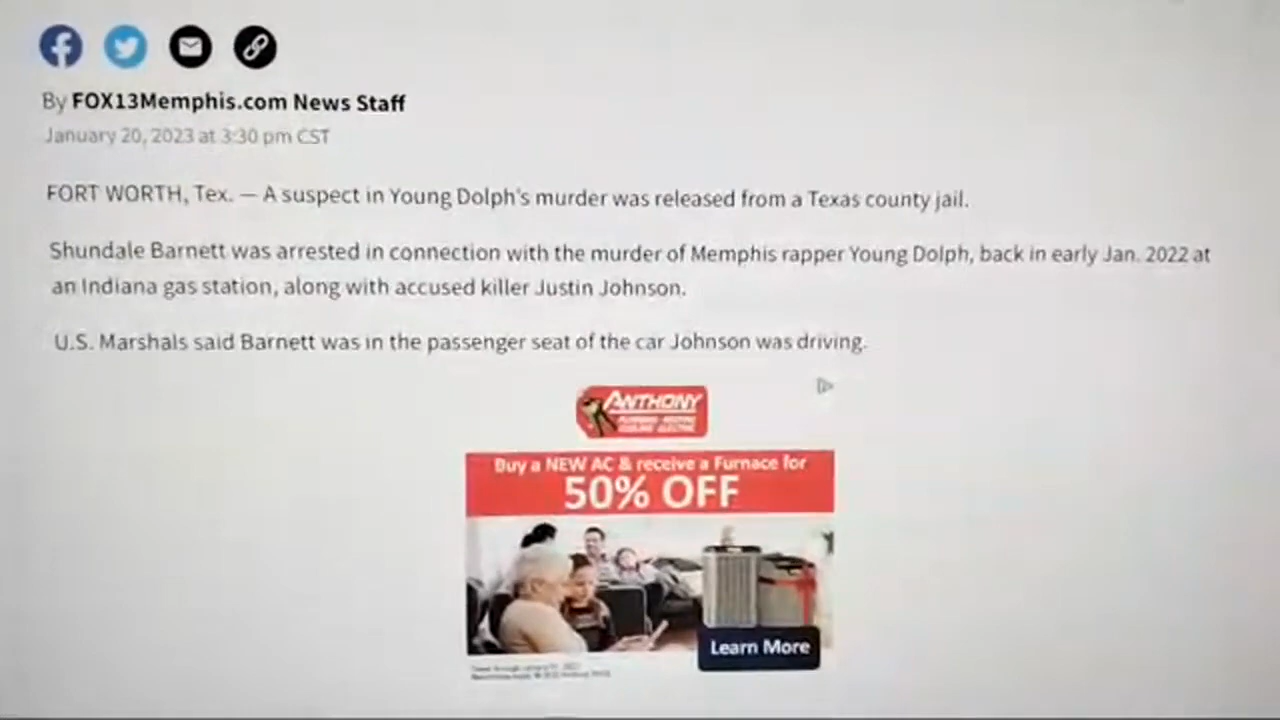 By FOX13Memphis.com News Staff
January 20, 2023 at 3:30 pm CST
FORT WORTH, Tex. — A suspect in Young Dolph's murder was released from a Texas county jail.
Shundale Barnett was arrested in connection with the murder of Memphis rapper Young Dolph, back in early Jan. 2022 at
an Indiana gas station, along with accused killer Justin Johnson.
U.S. Marshals said Barnett was in the passenger seat of the car Johnson was driving.
ANTHONY
PLUMBING HEATING
COOLING ELECTRIC
Buy a NEW AC & receive a Furnace for
50% OFF
Learn More